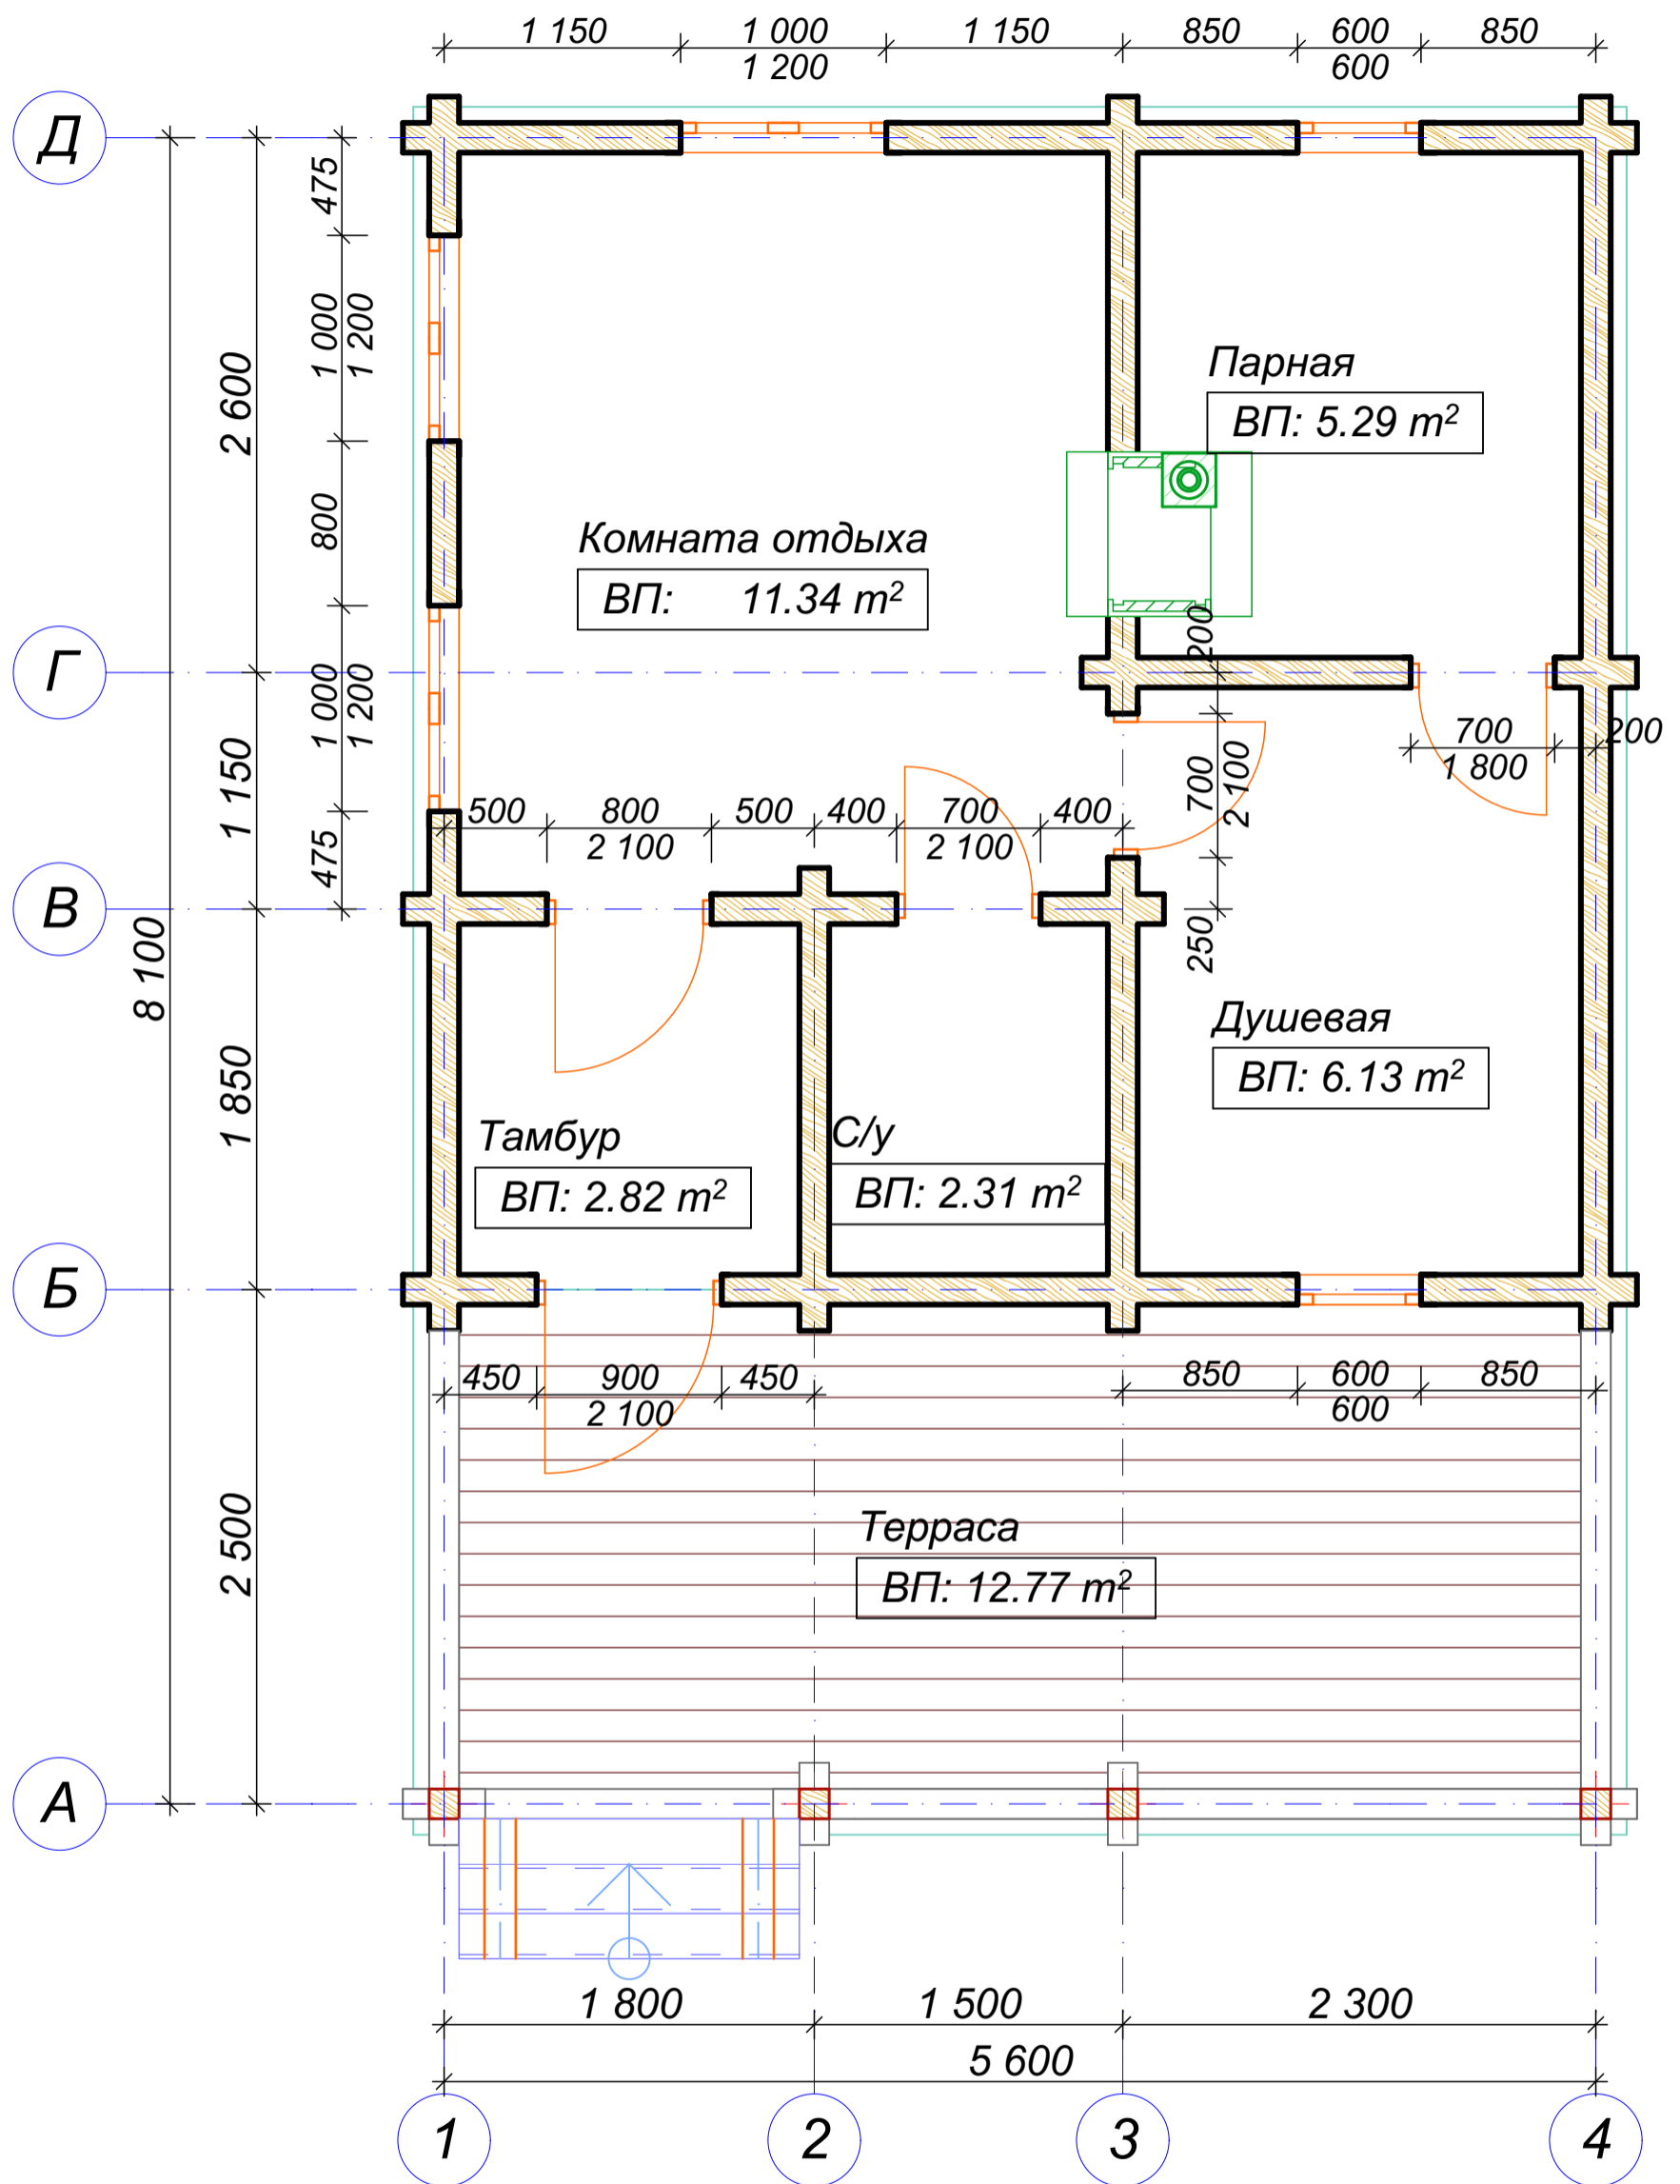 1 150 1 000 1 150 850 600 850
1 200 600
Д
475
1 000
1 200
2 600
800
Парная
ВП: 5.29 m²
Комната отдыха
ВП: 11.34 m²
200
Г
1 000
1 200
1 150
700 200
1 800
700
2 100
500 800 500 400 700 400
2 100 2 100
475
В
250
8 100
1 850
Душевая
ВП: 6.13 m²
Тамбур
ВП: 2.82 m²
С/у
ВП: 2.31 m²
Б
450 900 450 850 600 850
2 100 600
2 500
Терраса
ВП: 12.77 m²
А
1 800 1 500 2 300
5 600
1 2 3 4